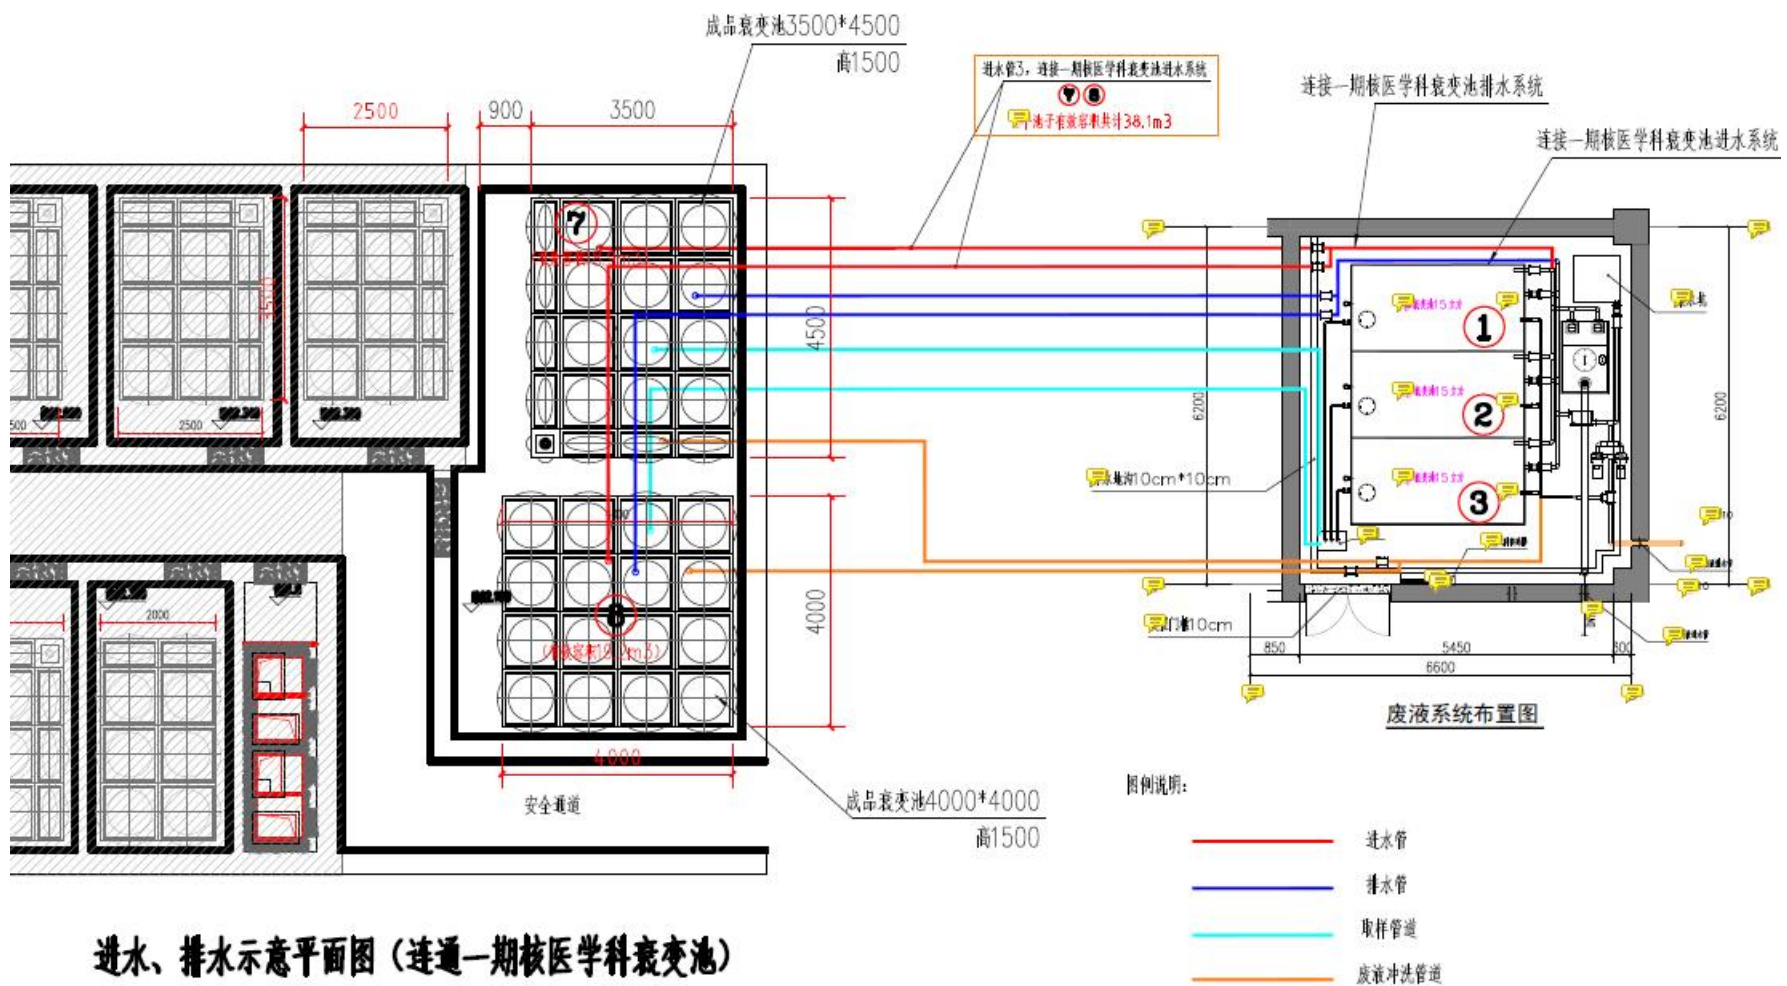 成品衰变池3500*4500
高1500
2500
900
3500
进水管3，连接一期核医学科衰变池进水系统
7 8
池子有效容积共计38.1m3
连接一期核医学科衰变池排水系统
连接一期核医学科衰变池进水系统
7
4500
2500
4000
8
4000
2000
安全通道
成品衰变池4000*4000
高1500
6200
6200
1
2
3
地沟10cm*10cm
10cm
850
5450
300
6600
废液系统布置图
图例说明：
进水管
排水管
取样管道
废液冲洗管道
进水、排水示意平面图（连通一期核医学科衰变池）